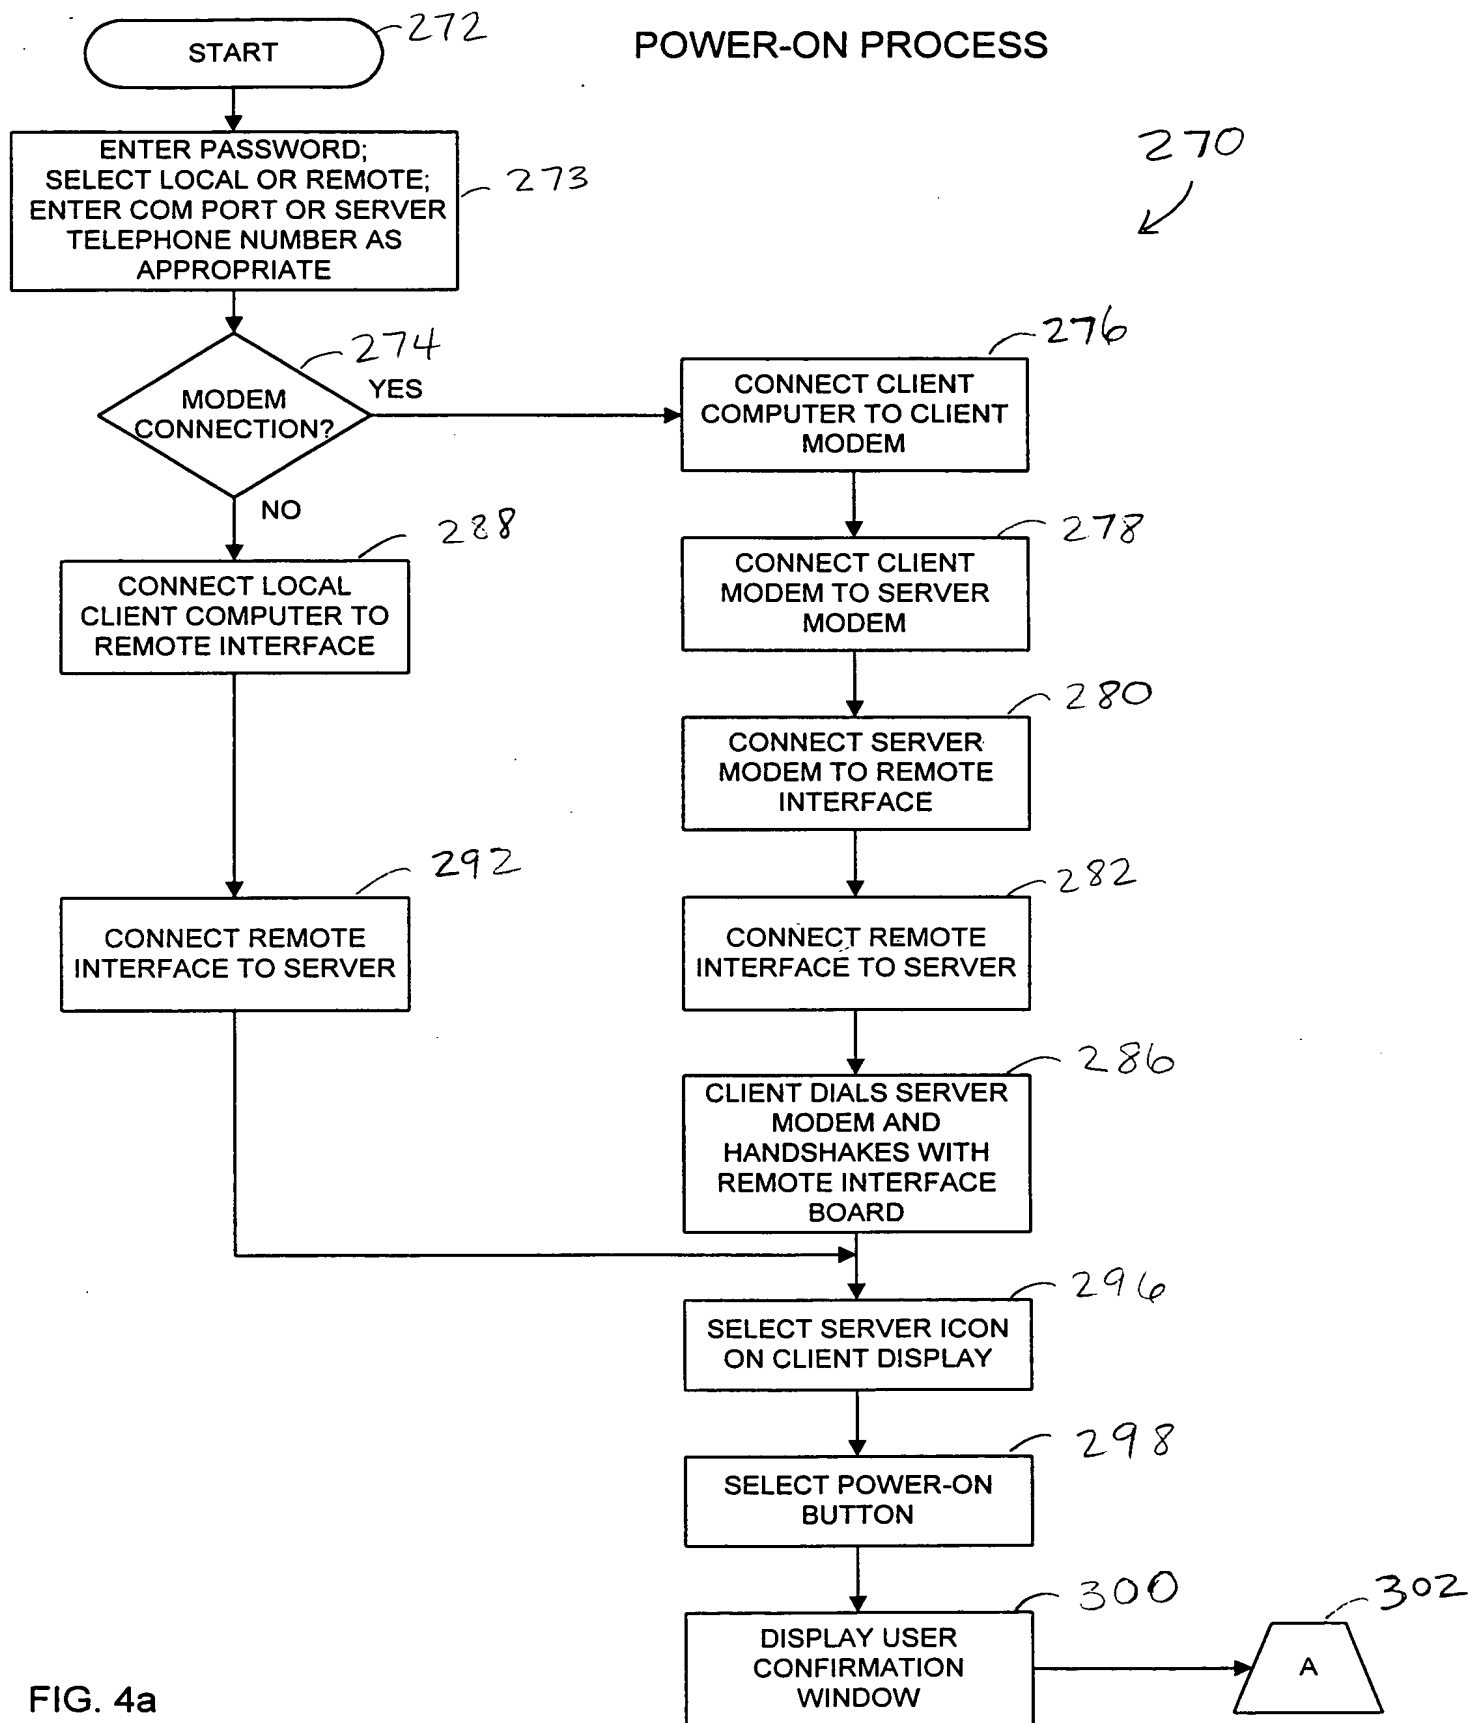 POWER-ON PROCESS
270
START
272
ENTER PASSWORD;
SELECT LOCAL OR REMOTE;
ENTER COM PORT OR SERVER
TELEPHONE NUMBER AS
APPROPRIATE
273
MODEM
CONNECTION?
274
YES
NO
CONNECT CLIENT
COMPUTER TO CLIENT
MODEM
276
CONNECT CLIENT
MODEM TO SERVER
MODEM
278
CONNECT SERVER
MODEM TO REMOTE
INTERFACE
280
CONNECT REMOTE
INTERFACE TO SERVER
282
CLIENT DIALS SERVER
MODEM AND
HANDSHAKES WITH
REMOTE INTERFACE
BOARD
286
CONNECT LOCAL
CLIENT COMPUTER TO
REMOTE INTERFACE
288
CONNECT REMOTE
INTERFACE TO SERVER
292
SELECT SERVER ICON
ON CLIENT DISPLAY
296
SELECT POWER-ON
BUTTON
298
DISPLAY USER
CONFIRMATION
WINDOW
300
A
302
FIG. 4a